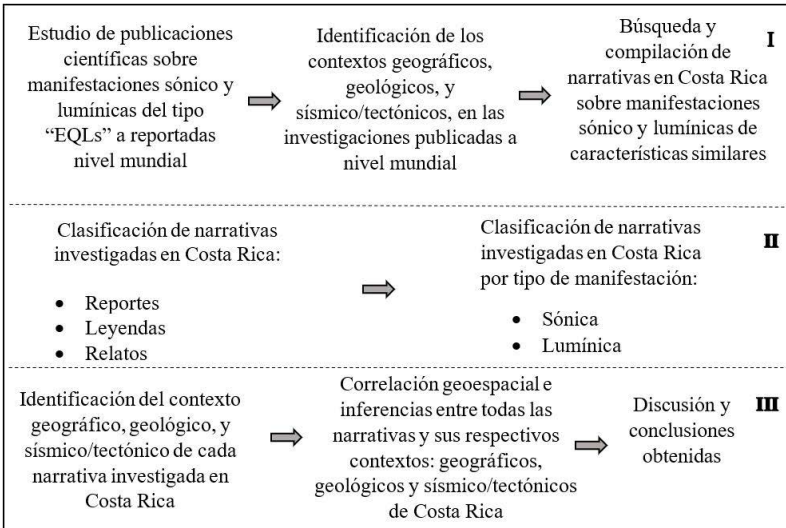 Estudio de publicaciones
científicas sobre
manifestaciones sónico y
lumínicas del tipo
“EQLs” a reportadas
nivel mundial
Identificación de los
contextos geográficos,
geológicos, y
sísmico/tectónicos, en las
investigaciones publicadas a
nivel mundial
Búsqueda y
compilación de
narrativas en Costa Rica
sobre manifestaciones
sónico y lumínicas de
características similares
I
Clasificación de narrativas
investigadas en Costa Rica:
• Reportes
• Leyendas
• Relatos
Clasificación de narrativas
investigadas en Costa Rica
por tipo de manifestación:
• Sónica
• Lumínica
II
Identificación del contexto
geográfico, geológico, y
sísmico/tectónico de cada
narrativa investigada en
Costa Rica
Correlación geoespacial e
inferencias entre todas las
narrativas y sus respectivos
contextos: geográficos,
geológicos y sísmico/tectónicos
de Costa Rica
Discusión y
conclusiones
obtenidas
III